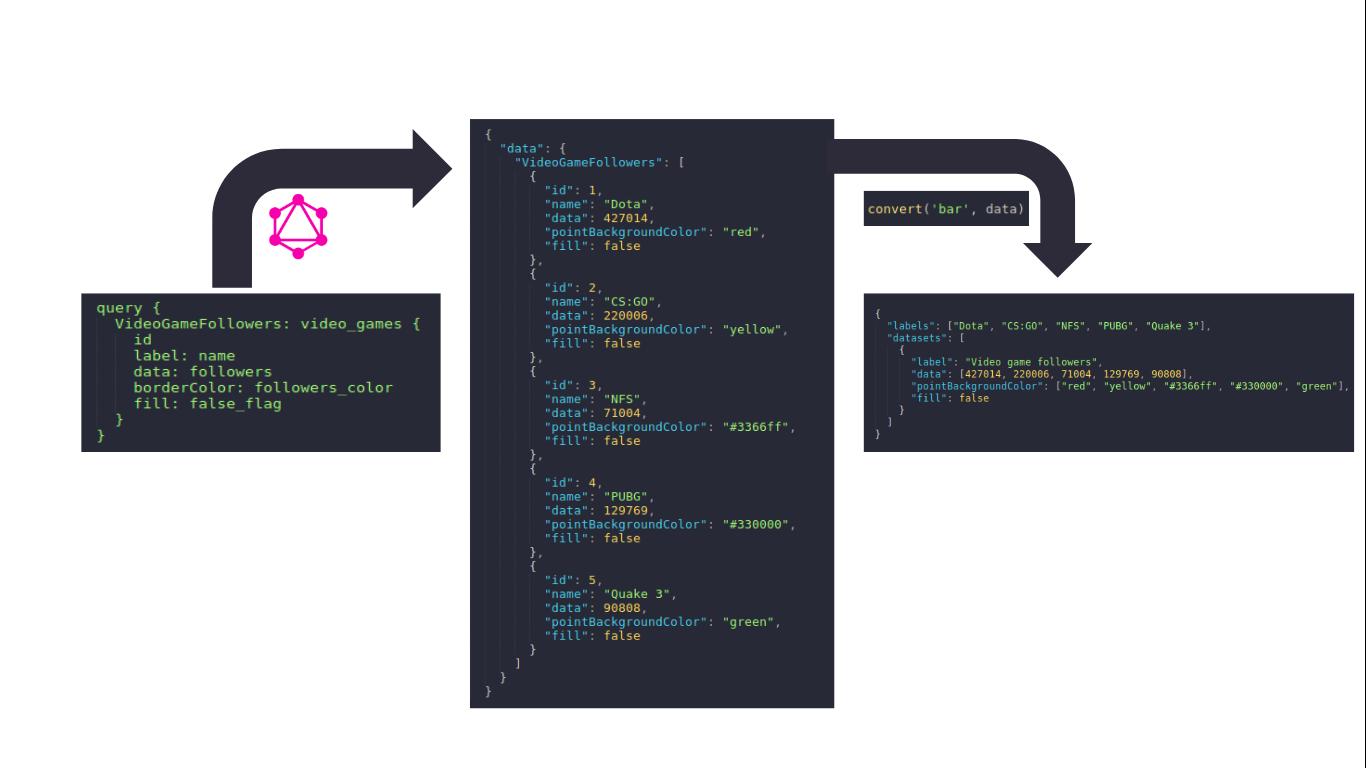 query {
  VideoGameFollowers: video_games {
    id
    label: name
    data: followers
    borderColor: followers_color
    fill: false_flag
  }
}
{
  "data": {
    "VideoGameFollowers": [
      {
        "id": 1,
        "name": "Dota",
        "data": 427014,
        "pointBackgroundColor": "red",
        "fill": false
      },
      {
        "id": 2,
        "name": "CS:GO",
        "data": 220006,
        "pointBackgroundColor": "yellow",
        "fill": false
      },
      {
        "id": 3,
        "name": "NFS",
        "data": 71004,
        "pointBackgroundColor": "#3366ff",
        "fill": false
      },
      {
        "id": 4,
        "name": "PUBG",
        "data": 129769,
        "pointBackgroundColor": "#330000",
        "fill": false
      },
      {
        "id": 5,
        "name": "Quake 3",
        "data": 90808,
        "pointBackgroundColor": "green",
        "fill": false
      }
    ]
  }
}
convert('bar', data)
{
  "labels": ["Dota", "CS:GO", "NFS", "PUBG", "Quake 3"],
  "datasets": [
    {
      "label": "Video game followers",
      "data": [427014, 220006, 71004, 129769, 90808],
      "pointBackgroundColor": ["red", "yellow", "#3366ff", "#330000", "green"],
      "fill": false
    }
  ]
}